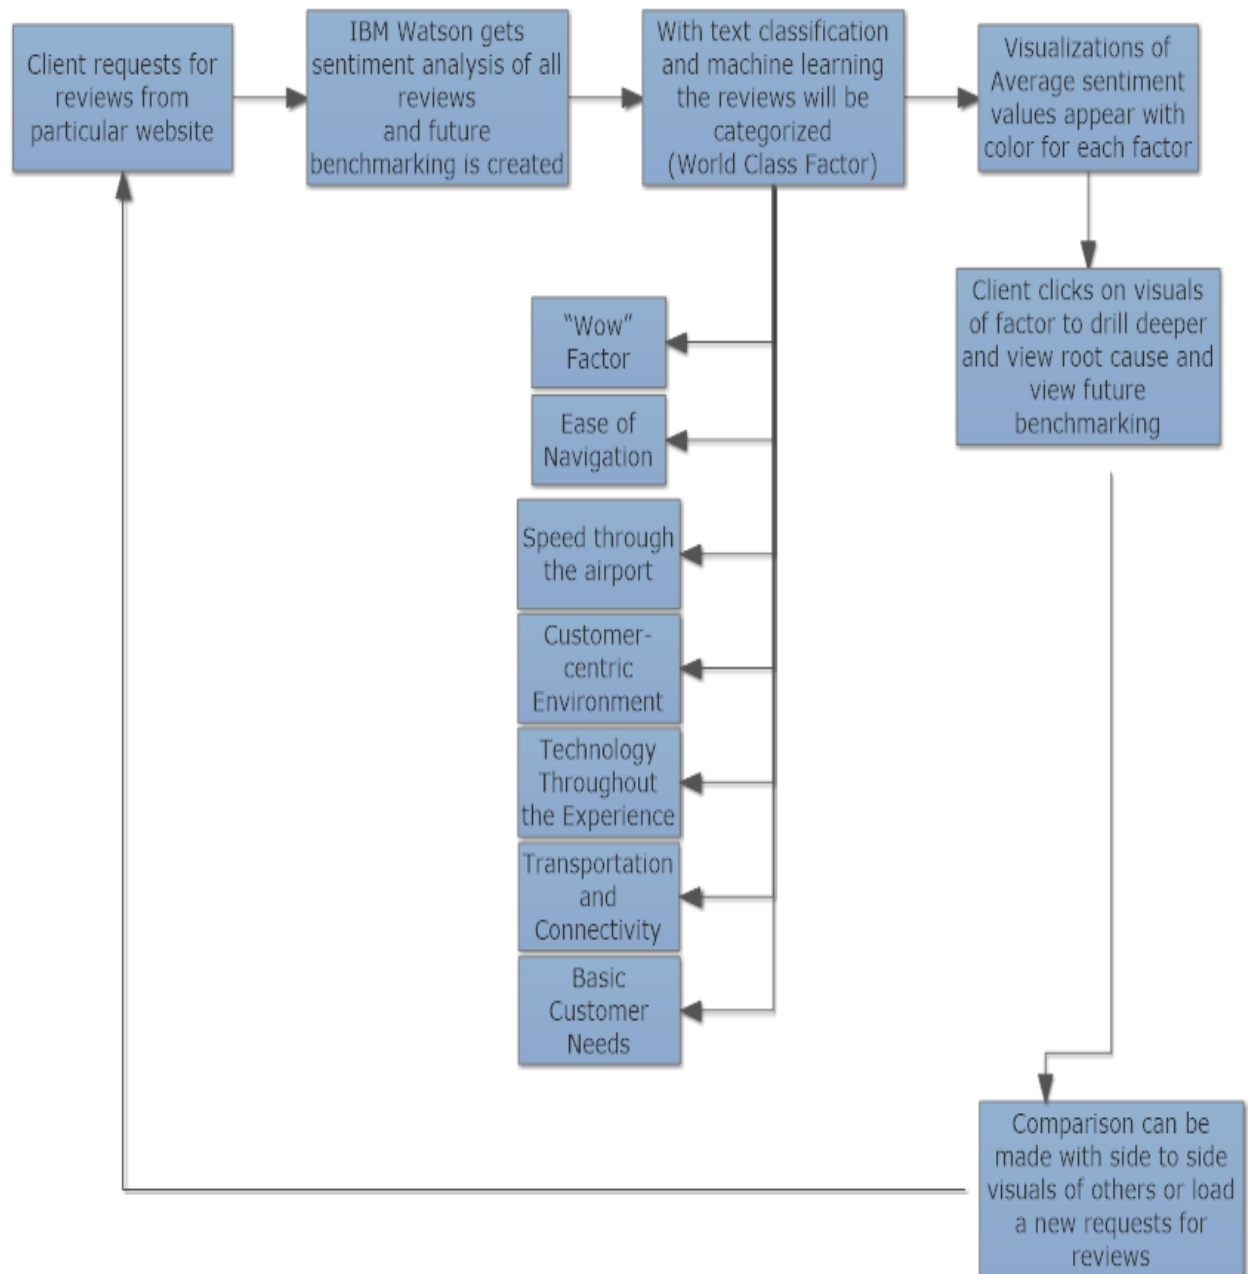 Client requests for
reviews from
particular website
IBM Watson gets
sentiment analysis of all
reviews
and future
benchmarking is created
With text classification
and machine learning
the reviews will be
categorized
(World Class Factor)
Visualizations of
Average sentiment
values appear with
color for each factor
Client clicks on visuals
of factor to drill deeper
and view root cause and
view future
benchmarking
“Wow”
Factor
Ease of
Navigation
Speed through
the airport
Customer-
centric
Environment
Technology
Throughout
the Experience
Transportation
and
Connectivity
Basic
Customer
Needs
Comparison can be
made with side to side
visuals of others or load
a new requests for
reviews